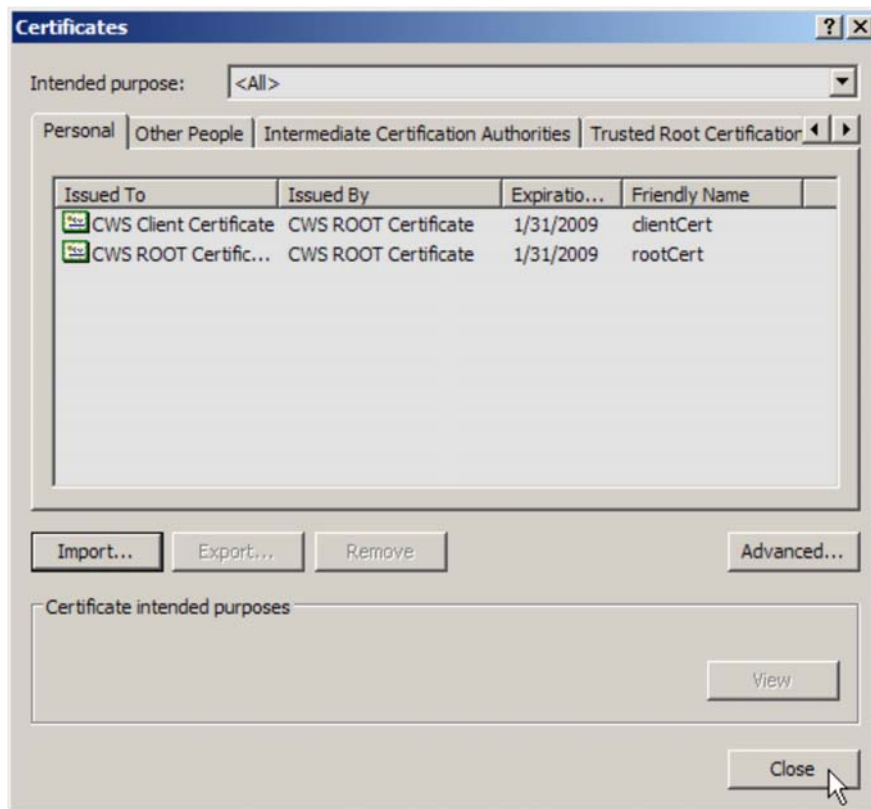 Certificates
Intended purpose: <All>
Personal Other People Intermediate Certification Authorities Trusted Root Certification
Issued To Issued By Expiratio... Friendly Name
CWS Client Certificate CWS ROOT Certificate 1/31/2009 clientCert
CWS ROOT Certific... CWS ROOT Certificate 1/31/2009 rootCert
Import... Export... Remove Advanced...
Certificate intended purposes
View
Close